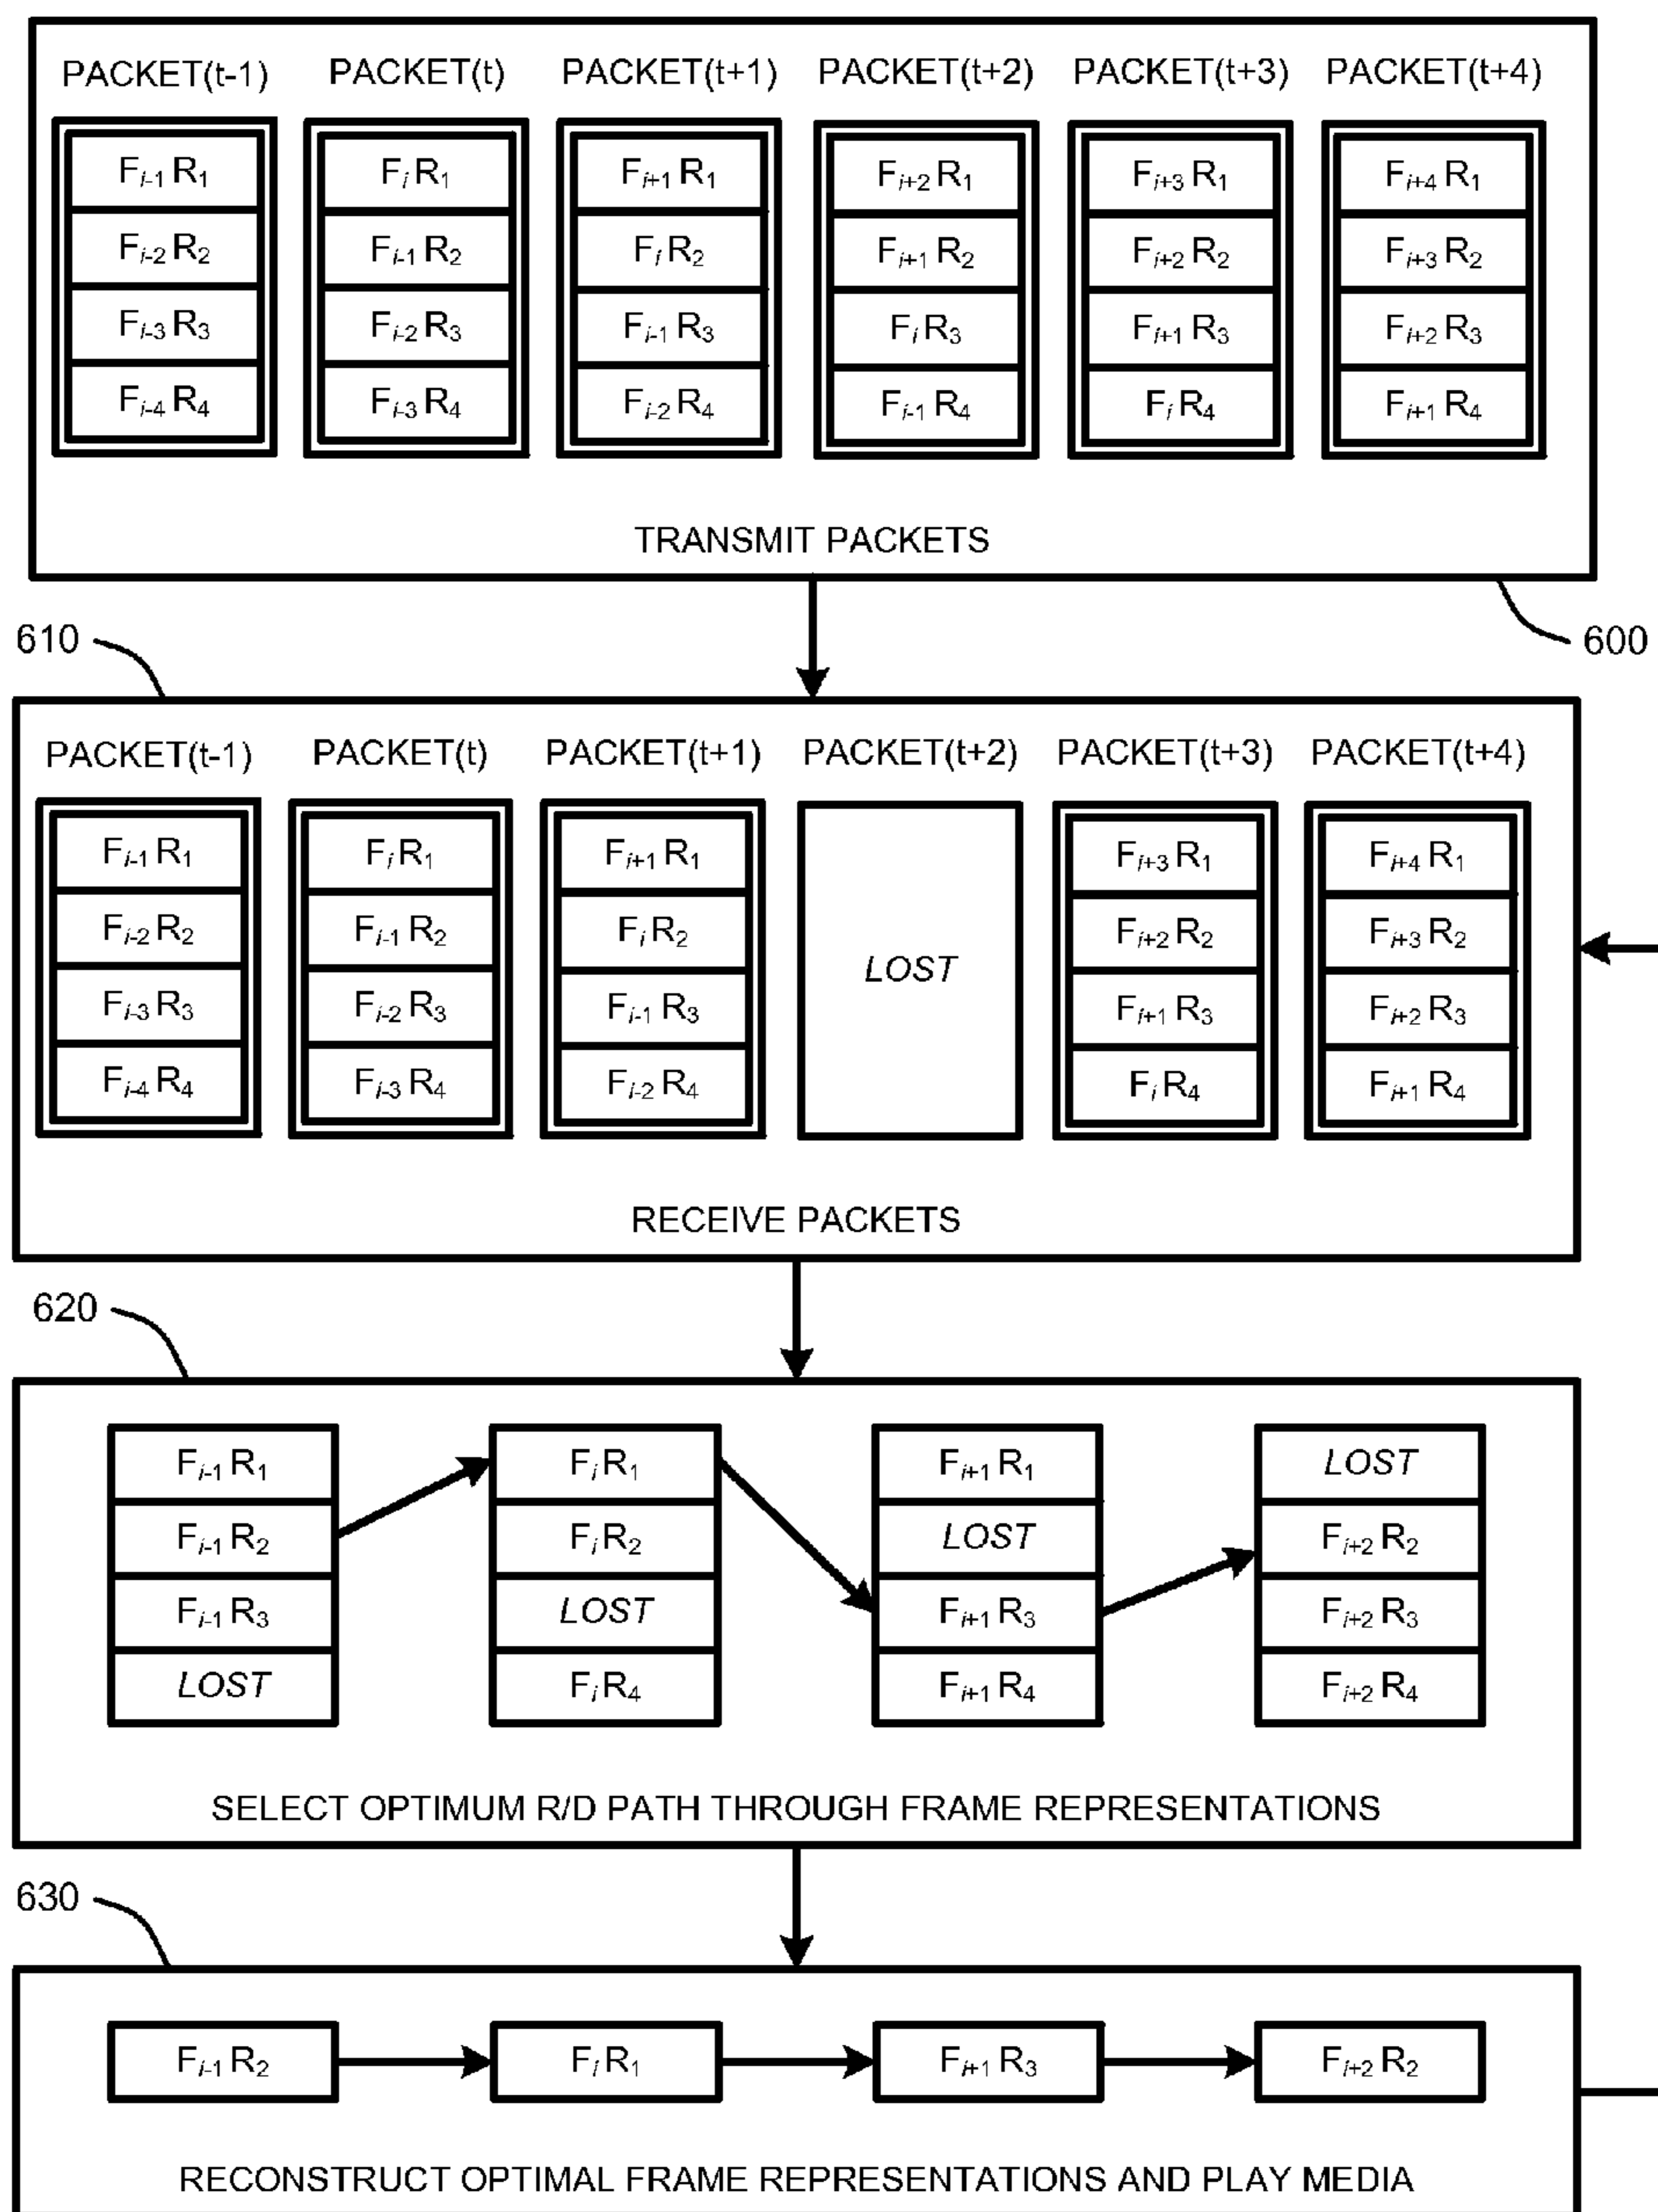 PACKET(t-1) PACKET(t) PACKET(t+1) PACKET(t+2) PACKET(t+3) PACKET(t+4)
Fi-1 R1 Fi R1 Fi+1 R1 Fi+2 R1 Fi+3 R1 Fi+4 R1
Fi-2 R2 Fi-1 R2 Fi R2 Fi+1 R2 Fi+2 R2 Fi+3 R2
Fi-3 R3 Fi-2 R3 Fi-1 R3 Fi R3 Fi+1 R3 Fi+2 R3
Fi-4 R4 Fi-3 R4 Fi-2 R4 Fi-1 R4 Fi R4 Fi+1 R4
TRANSMIT PACKETS
610 600
PACKET(t-1) PACKET(t) PACKET(t+1) PACKET(t+2) PACKET(t+3) PACKET(t+4)
Fi-1 R1 Fi R1 Fi+1 R1 Fi+3 R1 Fi+4 R1
Fi-2 R2 Fi-1 R2 Fi R2 LOST Fi+2 R2 Fi+3 R2
Fi-3 R3 Fi-2 R3 Fi-1 R3 Fi+1 R3 Fi+2 R3
Fi-4 R4 Fi-3 R4 Fi-2 R4 Fi R4 Fi+1 R4
RECEIVE PACKETS
620
Fi-1 R1 Fi R1 Fi+1 R1 LOST
Fi-1 R2 Fi R2 LOST Fi+2 R2
Fi-1 R3 LOST Fi+1 R3 Fi+2 R3
LOST Fi R4 Fi+1 R4 Fi+2 R4
SELECT OPTIMUM R/D PATH THROUGH FRAME REPRESENTATIONS
630
Fi-1 R2 Fi R1 Fi+1 R3 Fi+2 R2
RECONSTRUCT OPTIMAL FRAME REPRESENTATIONS AND PLAY MEDIA